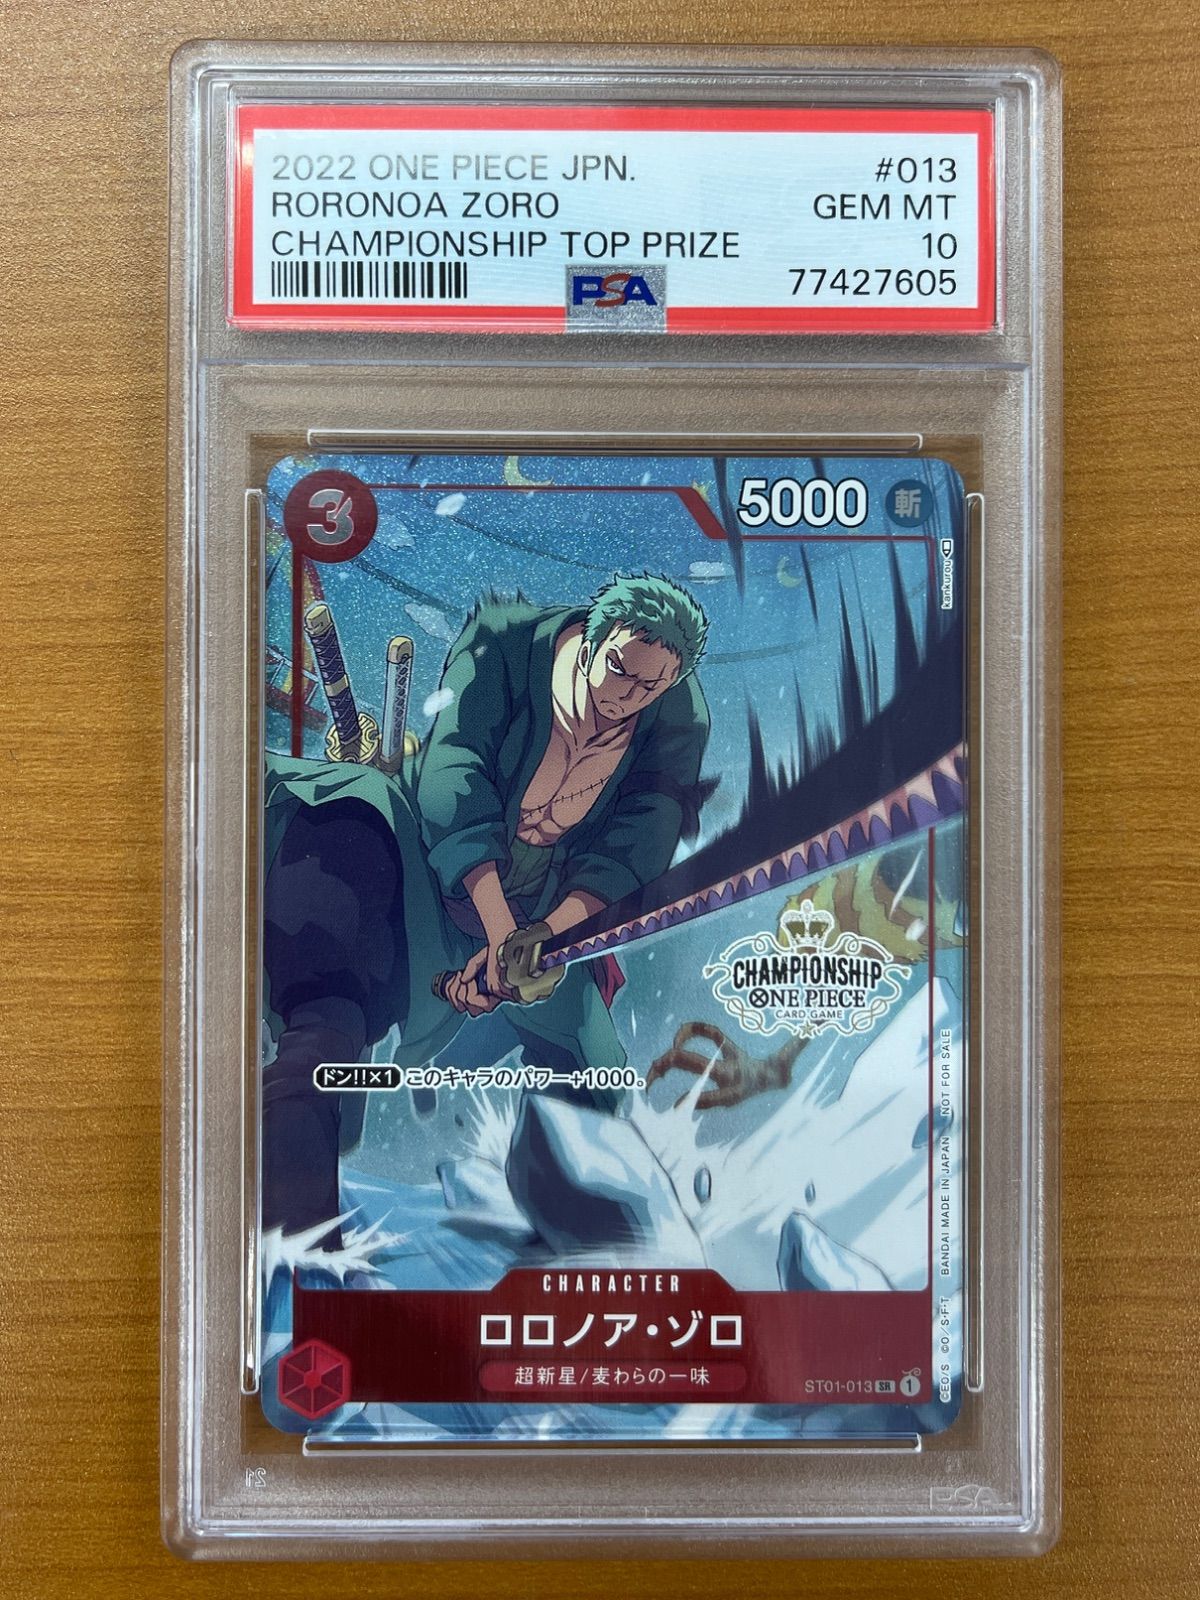 2022 ONE PIECE JPN. #013
RORONOA ZORO GEM MT
CHAMPIONSHIP TOP PRIZE 10
PSA 77427605
3
5000 斬
kankurou
CHAMPIONSHIP
ONE PIECE
CARD GAME
ドン!!×1 このキャラのパワー+1000。
CHARACTER
ロロノア・ゾロ
超新星/麦わらの一味
ST01-013 SR 1
©EO/S ©O/S・F・T BANDAI MADE IN JAPAN NOT FOR SALE
21
PSA